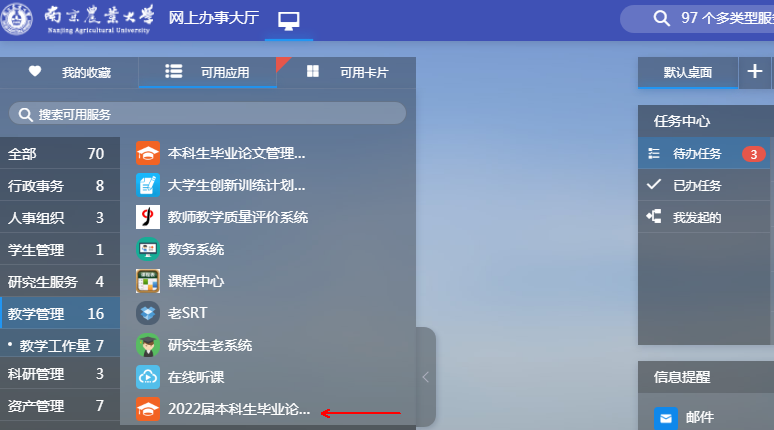 南京农业大学
Nanjing Agricultural University
网上办事大厅
97 个多类型服
我的收藏
可用应用
可用卡片
搜索可用服务
全部 70
行政事务 8
人事组织 3
学生管理 1
研究生服务 4
教学管理 16
• 教学工作量 7
科研管理 3
资产管理 7
本科生毕业论文管理...
大学生创新训练计划...
教师教学质量评价系统
教务系统
课程中心
老SRT
研究生老系统
在线听课
2022届本科生毕业论...
默认桌面
任务中心
待办任务 3
已办任务
我发起的
信息提醒
邮件